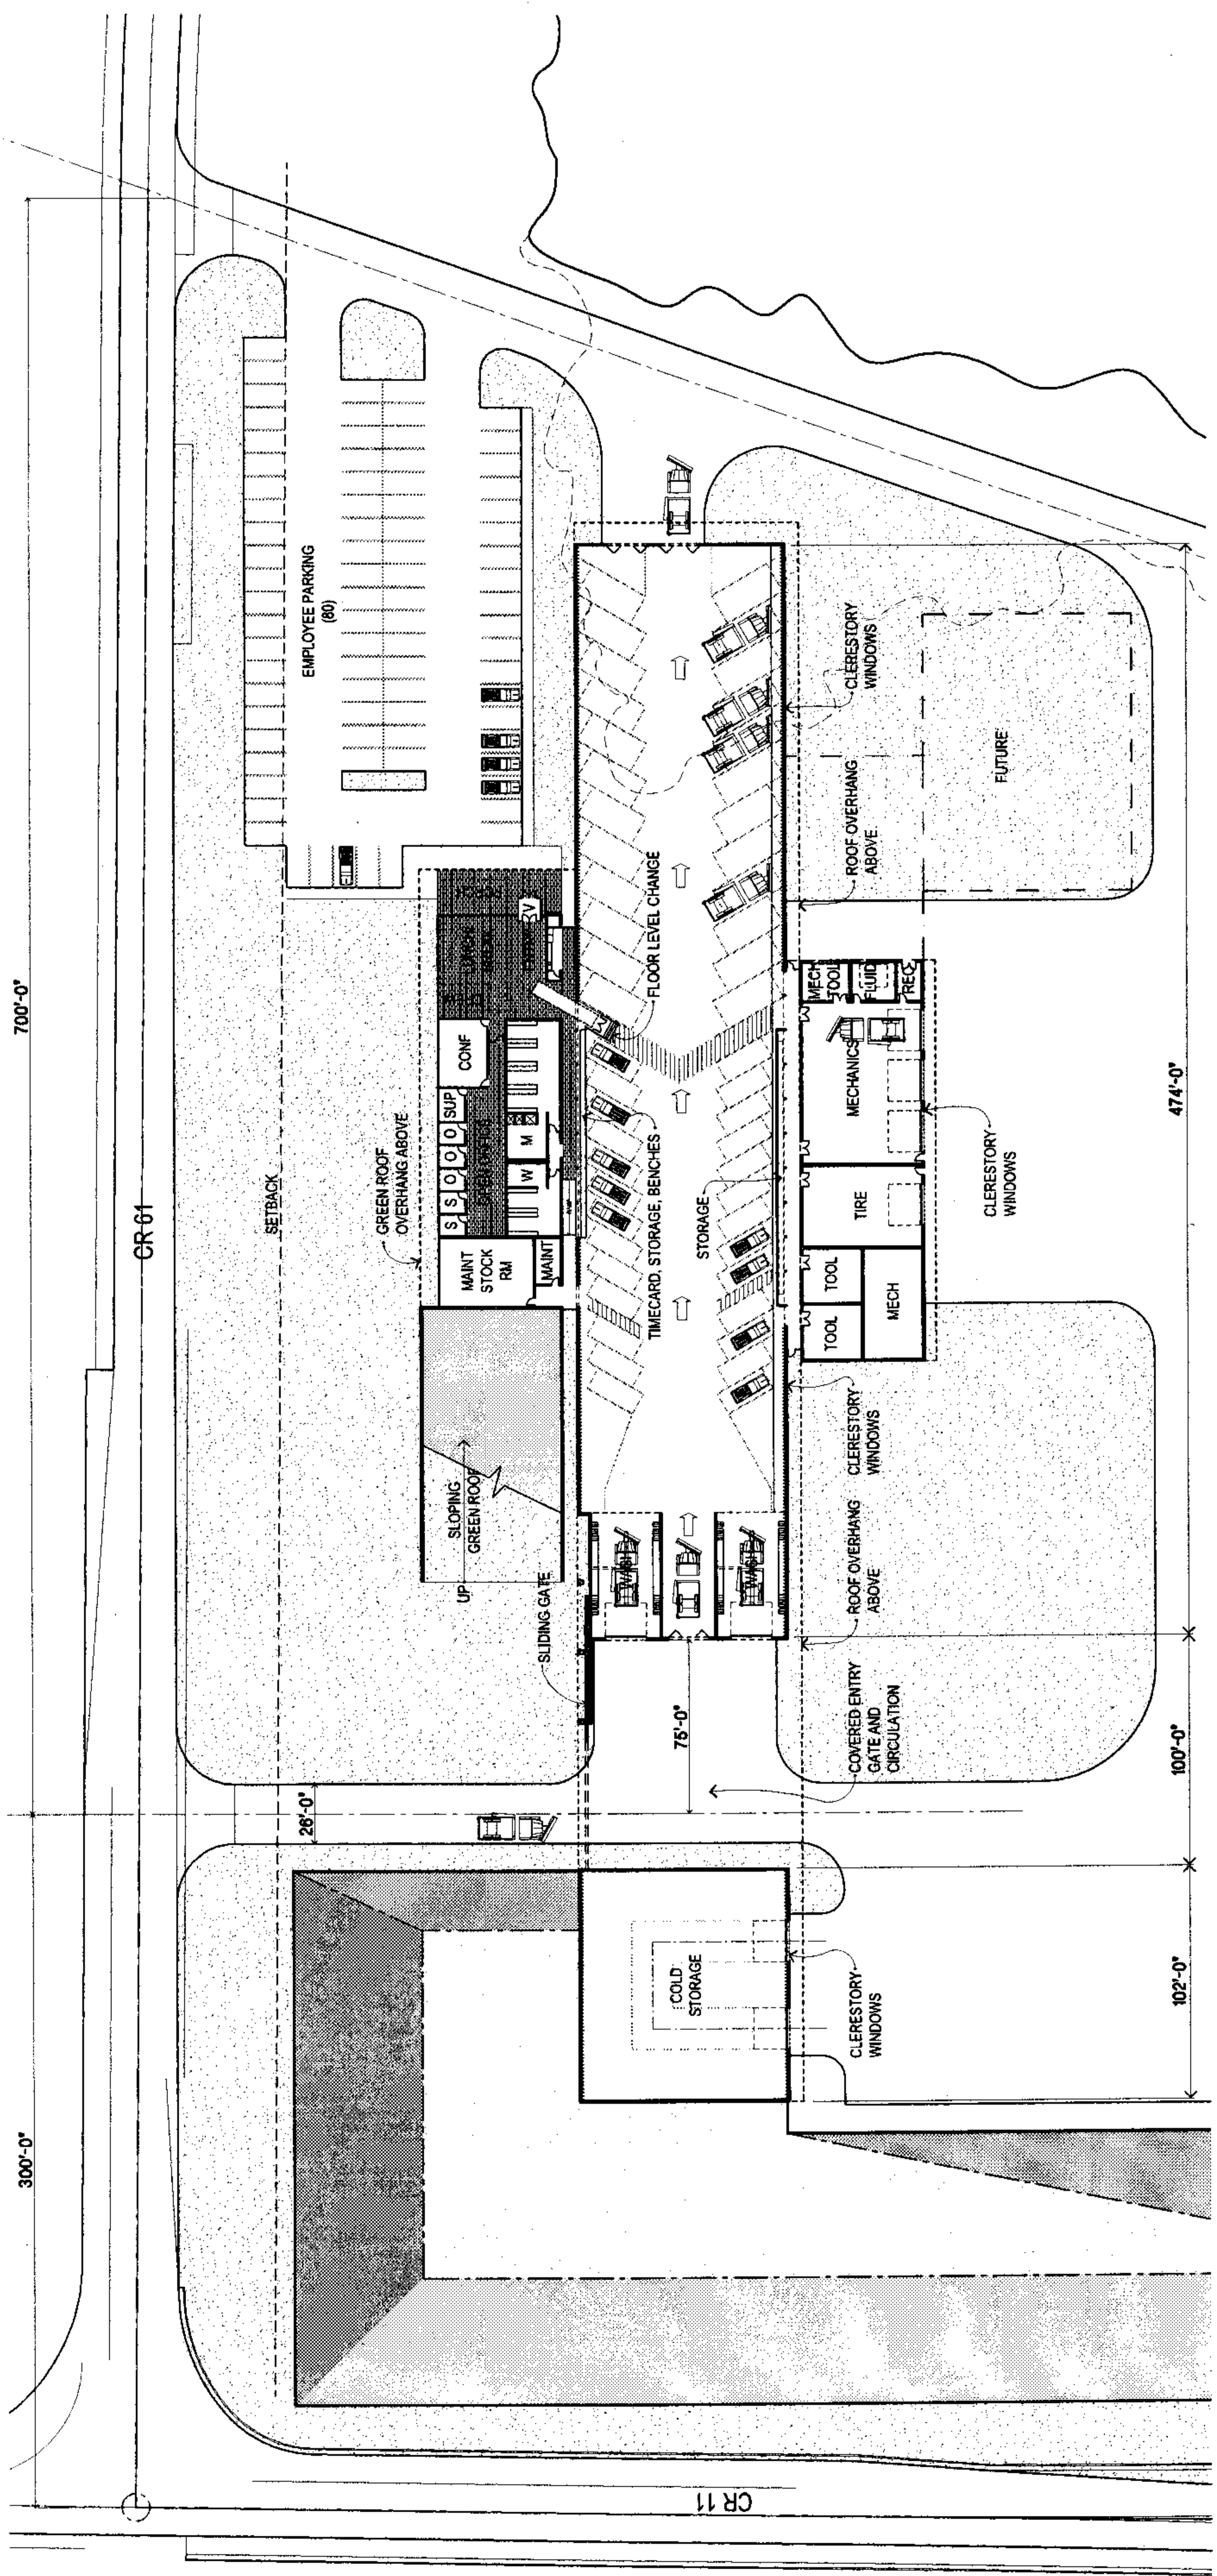 700'-0"
300'-0"
CR 61
CR 11
SETBACK
EMPLOYEE PARKING
(80)
GREEN ROOF
OVERHANG ABOVE
26'-0"
CONF
SUP
O
O
O
S
S
OPEN OFFICE
M
W
MAINT
STOCK
RM
MAINT
SLOPING
GREEN ROOF
UP
SLIDING GATE
FLOOR LEVEL CHANGE
TIMECARD, STORAGE, BENCHES
STORAGE
WASH
WASH
75'-0"
COLD
STORAGE
CLERESTORY
WINDOWS
ROOF OVERHANG
ABOVE
FUTURE
MECH
TOOL
FLUID
REC
MECHANICS
TIRE
TOOL
TOOL
MECH
CLERESTORY
WINDOWS
CLERESTORY
WINDOWS
ROOF OVERHANG
ABOVE
COVERED ENTRY
GATE AND
CIRCULATION
CLERESTORY
WINDOWS
474'-0"
100'-0"
102'-0"